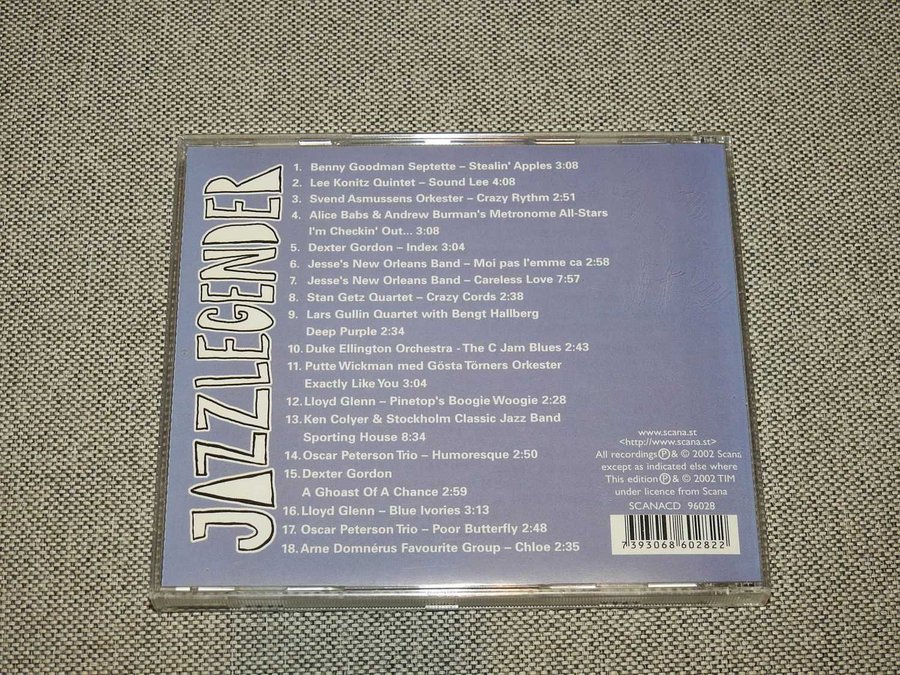 JAZZLEGENDER
1. Benny Goodman Septette – Stealin' Apples 3:08
2. Lee Konitz Quintet – Sound Lee 4:08
3. Svend Asmussens Orkester – Crazy Rythm 2:51
4. Alice Babs & Andrew Burman's Metronome All-Stars
I'm Checkin' Out... 3:08
5. Dexter Gordon – Index 3:04
6. Jesse's New Orleans Band – Moi pas l'emme ca 2:58
7. Jesse's New Orleans Band – Careless Love 7:57
8. Stan Getz Quartet – Crazy Cords 2:38
9. Lars Gullin Quartet with Bengt Hallberg
Deep Purple 2:34
10. Duke Ellington Orchestra - The C Jam Blues 2:43
11. Putte Wickman med Gösta Törners Orkester
Exactly Like You 3:04
12. Lloyd Glenn – Pinetop's Boogie Woogie 2:28
13. Ken Colyer & Stockholm Classic Jazz Band
Sporting House 8:34
14. Oscar Peterson Trio – Humoresque 2:50
15. Dexter Gordon
A Ghoast Of A Chance 2:59
16. Lloyd Glenn – Blue Ivories 3:13
17. Oscar Peterson Trio – Poor Butterfly 2:48
18. Arne Domnérus Favourite Group – Chloe 2:35
www.scana.st
<http://www.scana.st>
All recordings Ⓟ & © 2002 Scana
except as indicated else where
This edition Ⓟ & © 2002 TIM
under licence from Scana
SCANACD 96028
7393068602822